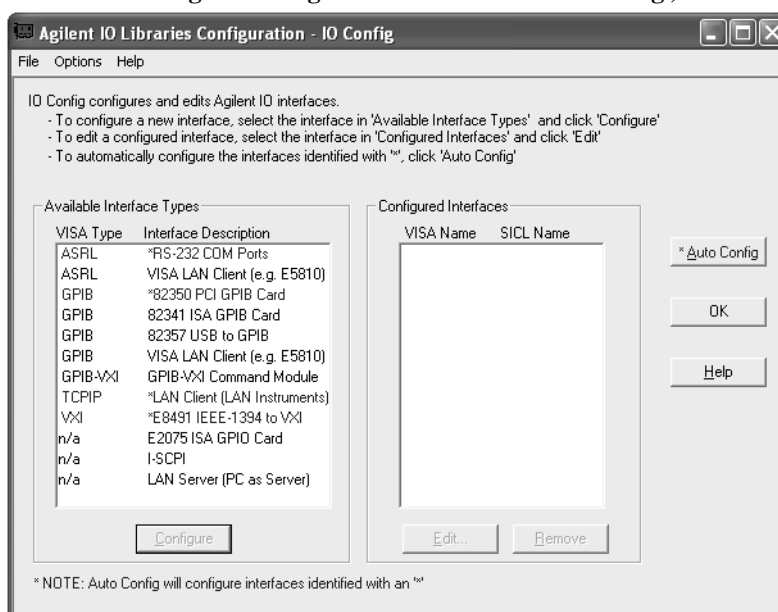 Agilent IO Libraries Configuration - IO Config
File Options Help
IO Config configures and edits Agilent IO interfaces.
- To configure a new interface, select the interface in 'Available Interface Types' and click 'Configure'
- To edit a configured interface, select the interface in 'Configured Interfaces' and click 'Edit'
- To automatically configure the interfaces identified with '*', click 'Auto Config'
Available Interface Types
VISA Type Interface Description
ASRL *RS-232 COM Ports
ASRL VISA LAN Client (e.g. E5810)
GPIB *82350 PCI GPIB Card
GPIB 82341 ISA GPIB Card
GPIB 82357 USB to GPIB
GPIB VISA LAN Client (e.g. E5810)
GPIB-VXI GPIB-VXI Command Module
TCPIP *LAN Client (LAN Instruments)
VXI *E8491 IEEE-1394 to VXI
n/a E2075 ISA GPIO Card
n/a I-SCPI
n/a LAN Server (PC as Server)
Configure
Configured Interfaces
VISA Name SICL Name
Edit... Remove
* Auto Config
OK
Help
* NOTE: Auto Config will configure interfaces identified with an '*'